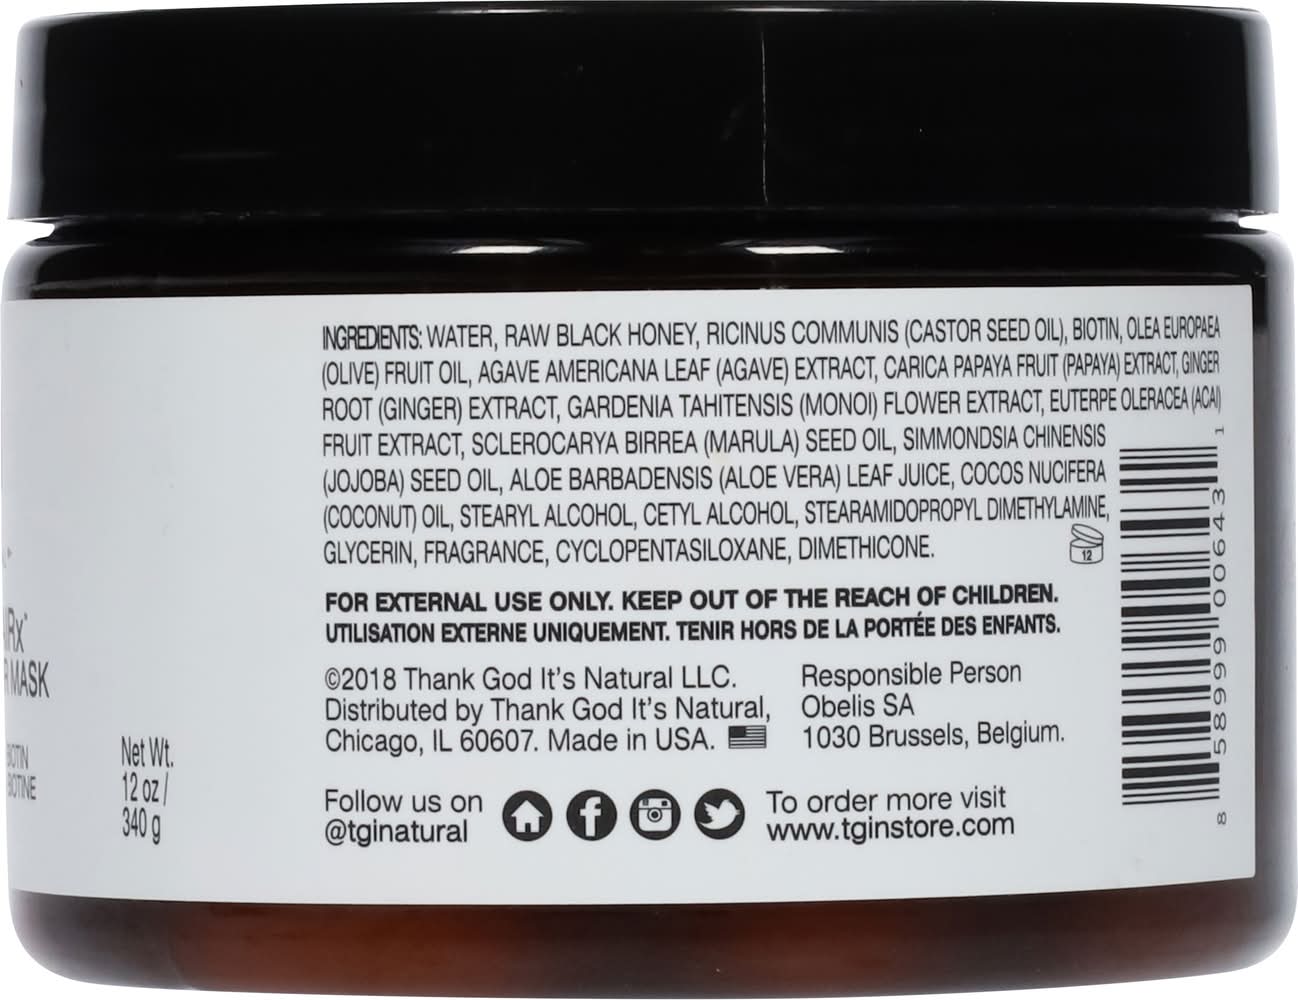 INGREDIENTS: WATER, RAW BLACK HONEY, RICINUS COMMUNIS (CASTOR SEED OIL), BIOTIN, OLEA EUROPAEA
(OLIVE) FRUIT OIL, AGAVE AMERICANA LEAF (AGAVE) EXTRACT, CARICA PAPAYA FRUIT (PAPAYA) EXTRACT, GINGER
ROOT (GINGER) EXTRACT, GARDENIA TAHITENSIS (MONOI) FLOWER EXTRACT, EUTERPE OLERACEA (ACAI)
FRUIT EXTRACT, SCLEROCARYA BIRREA (MARULA) SEED OIL, SIMMONDSIA CHINENSIS
(JOJOBA) SEED OIL, ALOE BARBADENSIS (ALOE VERA) LEAF JUICE, COCOS NUCIFERA
(COCONUT) OIL, STEARYL ALCOHOL, CETYL ALCOHOL, STEARAMIDOPROPYL DIMETHYLAMINE,
GLYCERIN, FRAGRANCE, CYCLOPENTASILOXANE, DIMETHICONE.
12
FOR EXTERNAL USE ONLY. KEEP OUT OF THE REACH OF CHILDREN.
UTILISATION EXTERNE UNIQUEMENT. TENIR HORS DE LA PORTÉE DES ENFANTS.
©2018 Thank God It's Natural LLC.
Distributed by Thank God It's Natural,
Chicago, IL 60607. Made in USA.
Responsible Person
Obelis SA
1030 Brussels, Belgium.
Follow us on
@tginatural
To order more visit
www.tginstore.com
8 58999 00643 1
Rx
MASK
BIOTIN
BIOTINE
Net Wt.
12 oz /
340 g